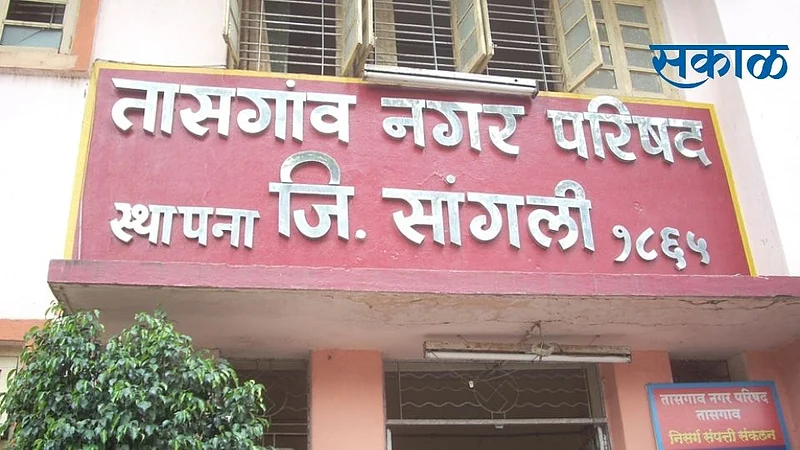 सकाळ
तासगांव नगर परिषद
स्थापना जि. सांगली १८६५
तासगाव नगर परिषद
तासगाव
निसर्ग संपत्ती संकलन